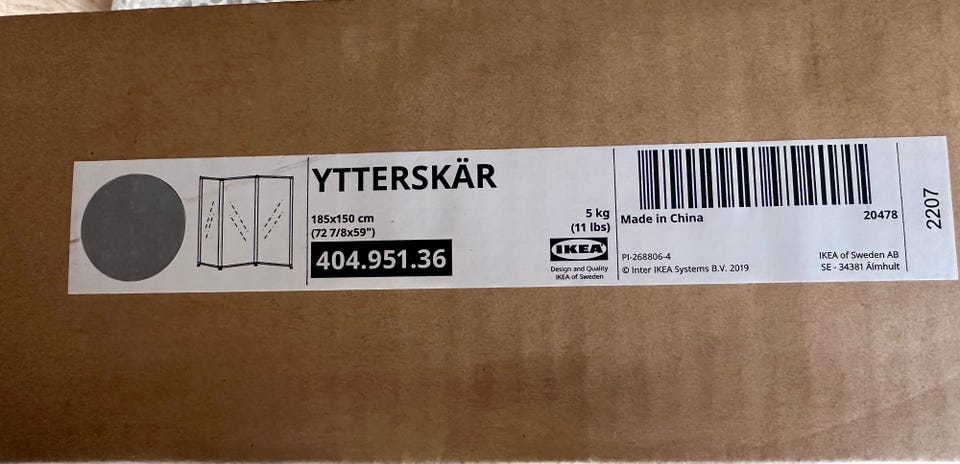 YTTERSKÄR
185x150 cm
(72 7/8x59")
404.951.36
5 kg
(11 lbs)
IKEA
Design and Quality
IKEA of Sweden
Made in China
20478
PI-268806-4
© Inter IKEA Systems B.V. 2019
IKEA of Sweden AB
SE - 34381 Älmhult
2207